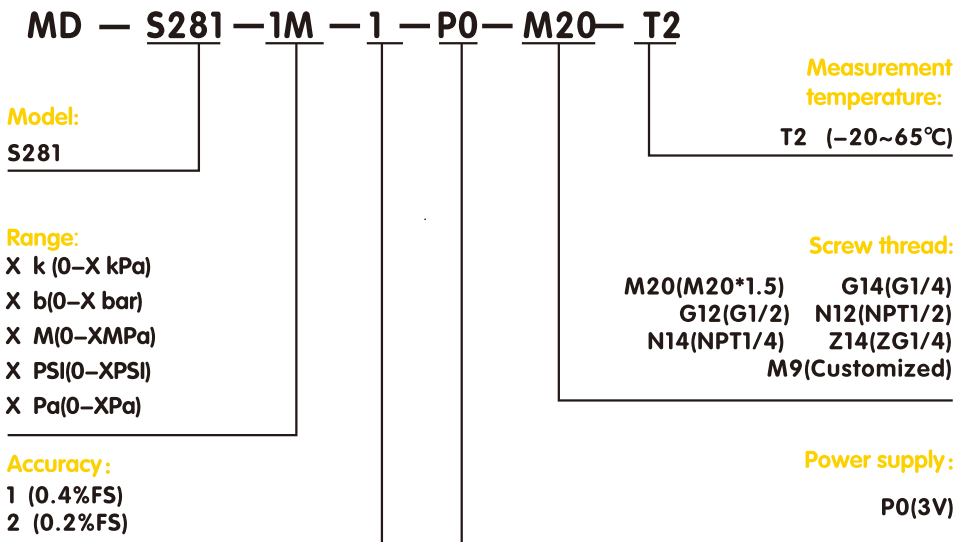 MD — S281 — 1M — 1 — P0 — M20 — T2
Model:
S281
Range:
X k (0–X kPa)
X b(0–X bar)
X M(0–XMPa)
X PSI(0–XPSI)
X Pa(0–XPa)
Accuracy:
1 (0.4%FS)
2 (0.2%FS)
Measurement
temperature:
T2 (–20~65℃)
Screw thread:
M20(M20*1.5) G14(G1/4)
G12(G1/2) N12(NPT1/2)
N14(NPT1/4) Z14(ZG1/4)
M9(Customized)
Power supply:
P0(3V)